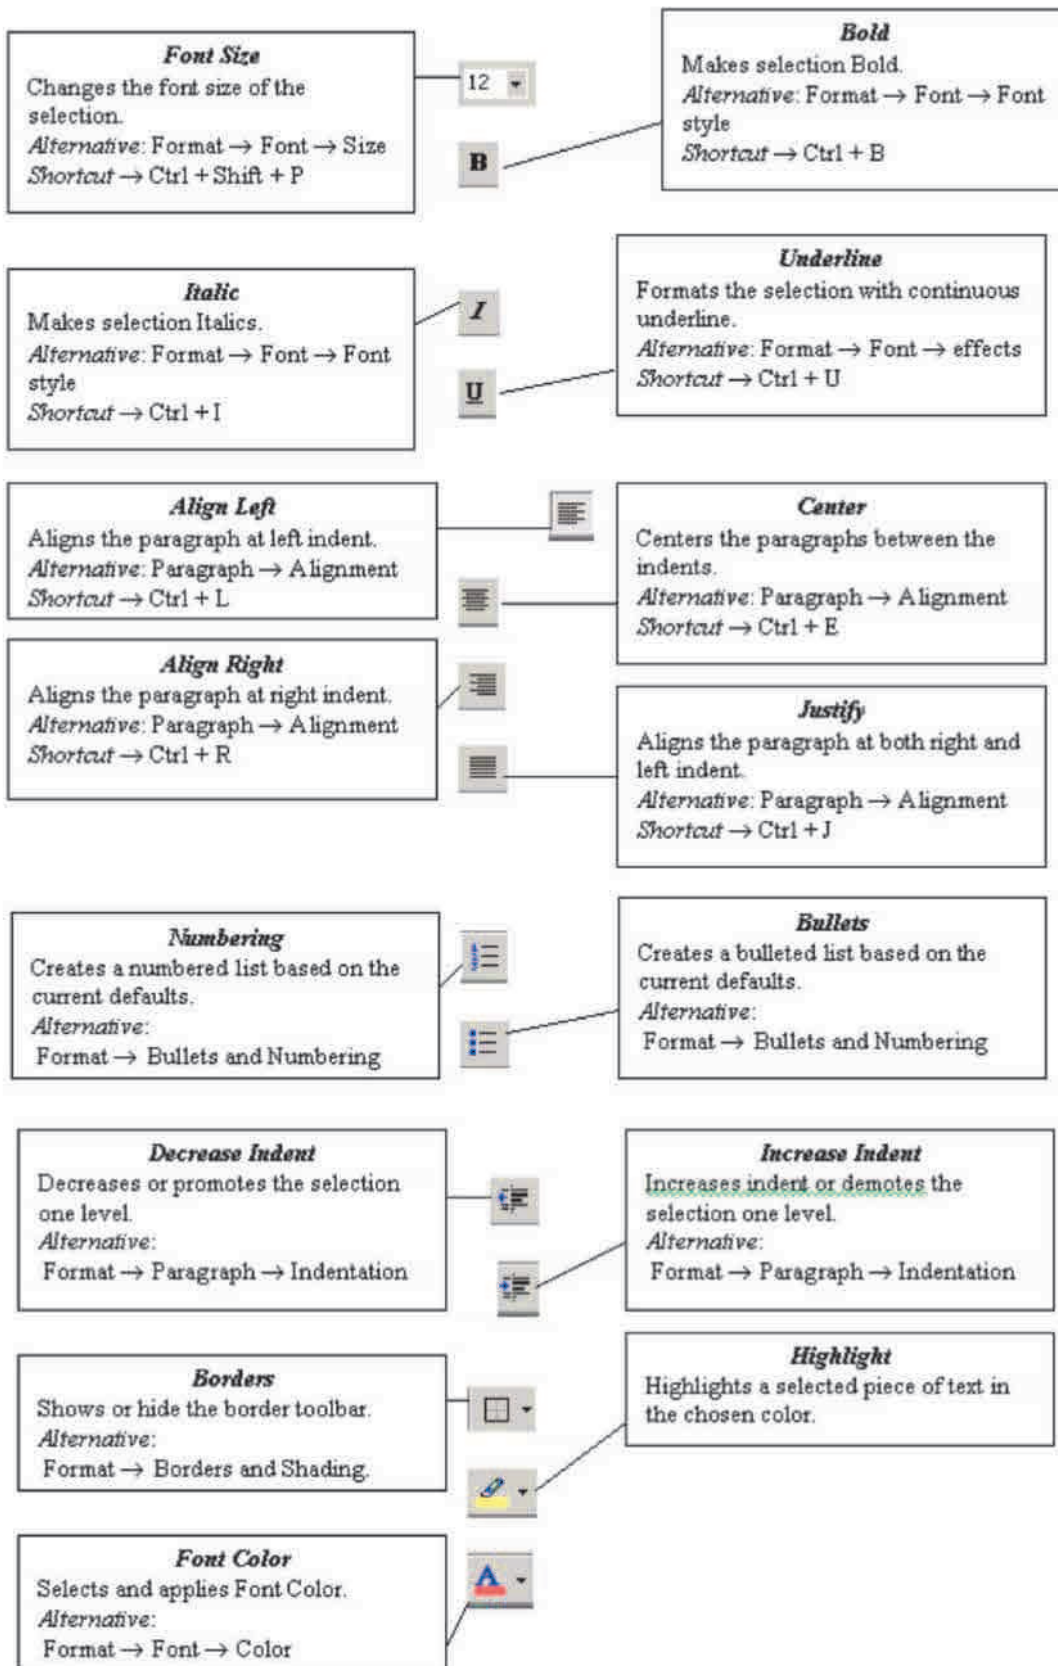 Font Size
Changes the font size of the
selection.
Alternative: Format → Font → Size
Shortcut → Ctrl + Shift + P
12
Bold
Makes selection Bold.
Alternative: Format → Font → Font
style
Shortcut → Ctrl + B
B
Italic
Makes selection Italics.
Alternative: Format → Font → Font
style
Shortcut → Ctrl + I
I
Underline
Formats the selection with continuous
underline.
Alternative: Format → Font → effects
Shortcut → Ctrl + U
U
Align Left
Aligns the paragraph at left indent.
Alternative: Paragraph → Alignment
Shortcut → Ctrl + L
Center
Centers the paragraphs between the
indents.
Alternative: Paragraph → Alignment
Shortcut → Ctrl + E
Align Right
Aligns the paragraph at right indent.
Alternative: Paragraph → Alignment
Shortcut → Ctrl + R
Justify
Aligns the paragraph at both right and
left indent.
Alternative: Paragraph → Alignment
Shortcut → Ctrl + J
Numbering
Creates a numbered list based on the
current defaults.
Alternative:
Format → Bullets and Numbering
Bullets
Creates a bulleted list based on the
current defaults.
Alternative:
Format → Bullets and Numbering
Decrease Indent
Decreases or promotes the selection
one level.
Alternative:
Format → Paragraph → Indentation
Increase Indent
Increases indent or demotes the
selection one level.
Alternative:
Format → Paragraph → Indentation
Borders
Shows or hide the border toolbar.
Alternative:
Format → Borders and Shading.
Highlight
Highlights a selected piece of text in
the chosen color.
Font Color
Selects and applies Font Color.
Alternative:
Format → Font → Color
A